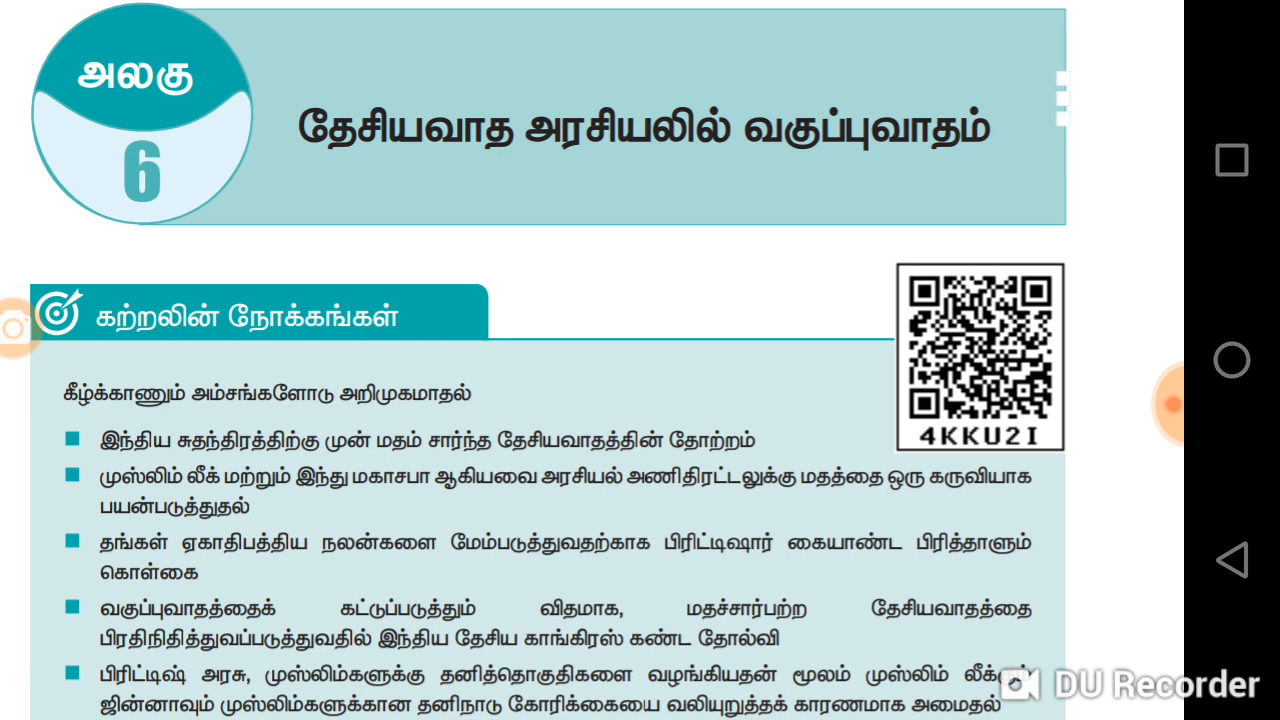 அலகு
6
தேசியவாத அரசியலில் வகுப்புவாதம்
கற்றலின் நோக்கங்கள்
4KKU2I
கீழ்க்காணும் அம்சங்களோடு அறிமுகமாதல்
இந்திய சுதந்திரத்திற்கு முன் மதம் சார்ந்த தேசியவாதத்தின் தோற்றம்
முஸ்லிம் லீக் மற்றும் இந்து மகாசபா ஆகியவை அரசியல் அணிதிரட்டலுக்கு மதத்தை ஒரு கருவியாக
பயன்படுத்துதல்
தங்கள் ஏகாதிபத்திய நலன்களை மேம்படுத்துவதற்காக பிரிட்டிஷார் கையாண்ட பிரித்தாளும்
கொள்கை
வகுப்புவாதத்தைக் கட்டுப்படுத்தும் விதமாக, மதச்சார்பற்ற தேசியவாதத்தை
பிரதிநிதித்துவப்படுத்துவதில் இந்திய தேசிய காங்கிரஸ் கண்ட தோல்வி
பிரிட்டிஷ் அரசு, முஸ்லிம்களுக்கு தனித்தொகுதிகளை வழங்கியதன் மூலம் முஸ்லிம் லீக்கும்
ஜின்னாவும் முஸ்லிம்களுக்கான தனிநாடு கோரிக்கையை வலியுறுத்தக் காரணமாக அமைதல்
DU Recorder